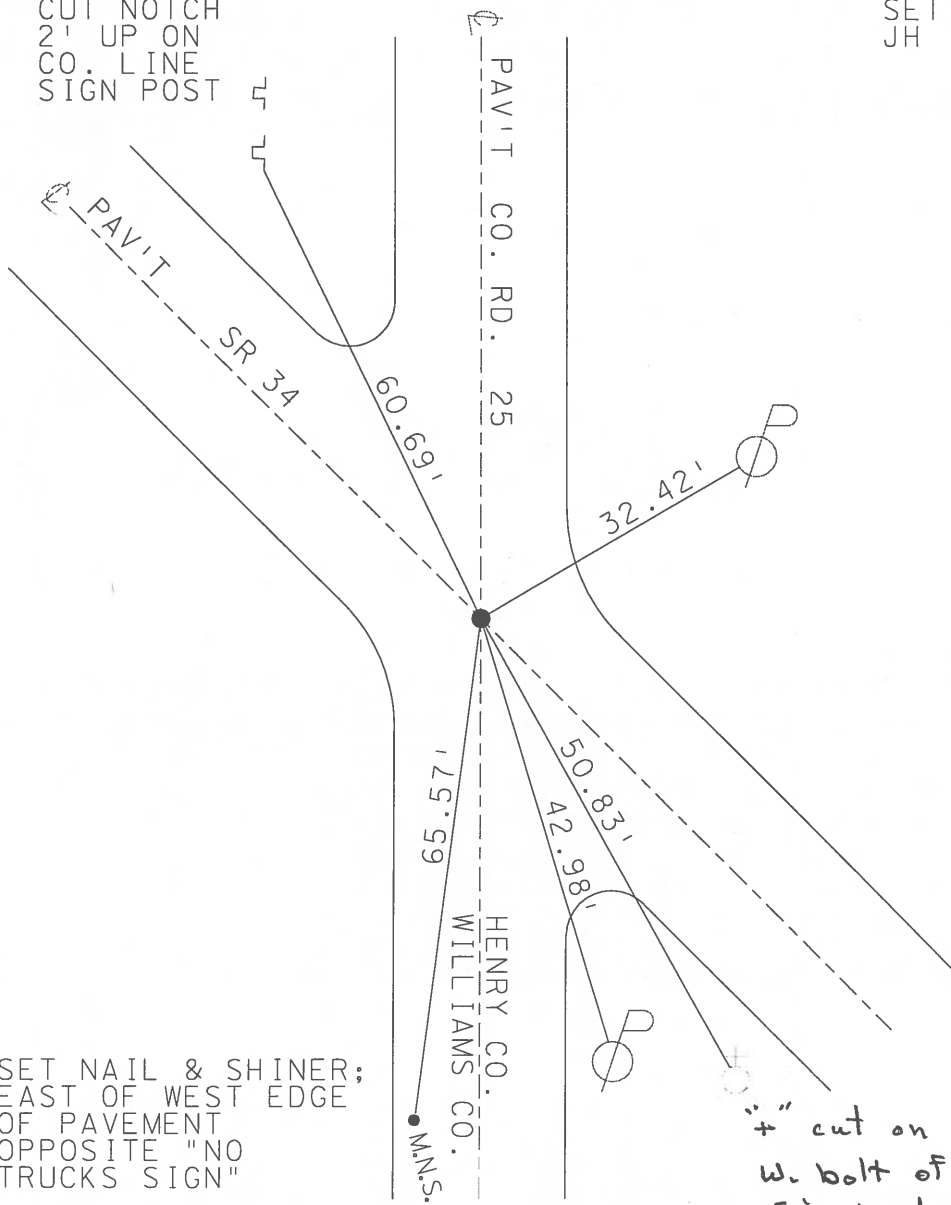 CUT NOTCH
2' UP ON
CO. LINE
SIGN POST
SET
JH
℄ PAV'T CO. RD. 25
℄ PAV'T SR 34
60.69'
32.42'
P
65.57'
50.83'
42.98'
HENRY CO.
WILLIAMS CO.
P
SET NAIL & SHINER;
EAST OF WEST EDGE
OF PAVEMENT
OPPOSITE "NO
TRUCKS SIGN"
M.N.S.
"+" cut on
W. bolt of